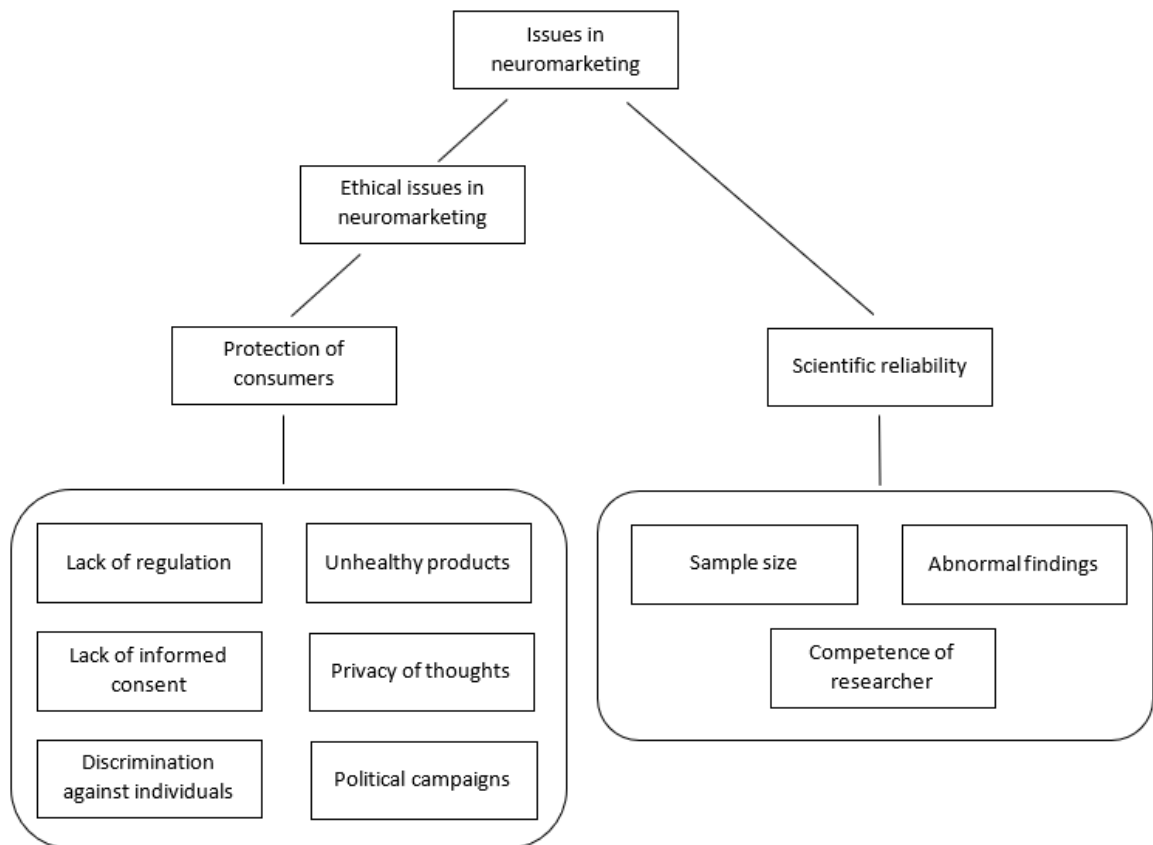 Issues in
neuromarketing
Ethical issues in
neuromarketing
Protection of
consumers
Scientific reliability
Lack of regulation
Unhealthy products
Lack of informed
consent
Privacy of thoughts
Discrimination
against individuals
Political campaigns
Sample size
Abnormal findings
Competence of
researcher